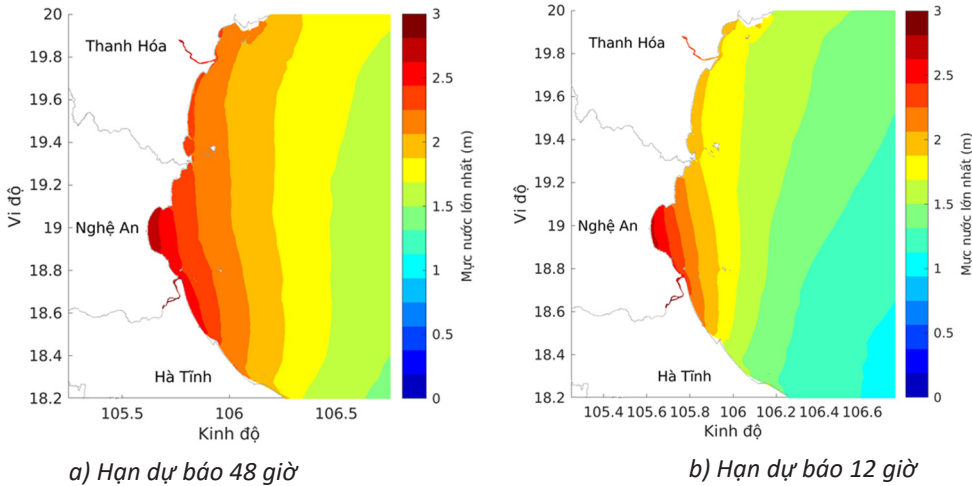 20
19.8
19.6
19.4
19.2
19
18.8
18.6
18.4
18.2
Vĩ độ
Thanh Hóa
Nghệ An
Hà Tĩnh
105.5
106
106.5
Kinh độ
3
2.5
2
1.5
1
0.5
0
Mực nước lớn nhất (m)
a) Hạn dự báo 48 giờ
20
19.8
19.6
19.4
19.2
19
18.8
18.6
18.4
18.2
Vĩ độ
Thanh Hóa
Nghệ An
Hà Tĩnh
105.4 105.6 105.8 106 106.2 106.4 106.6
Kinh độ
3
2.5
2
1.5
1
0.5
0
Mực nước lớn nhất (m)
b) Hạn dự báo 12 giờ